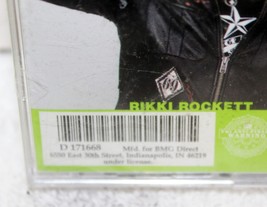 RIKKI ROCKETT
D 171668 Mfd. for BMG Direct
6550 East 30th Street, Indianapolis, IN 46219
under license.